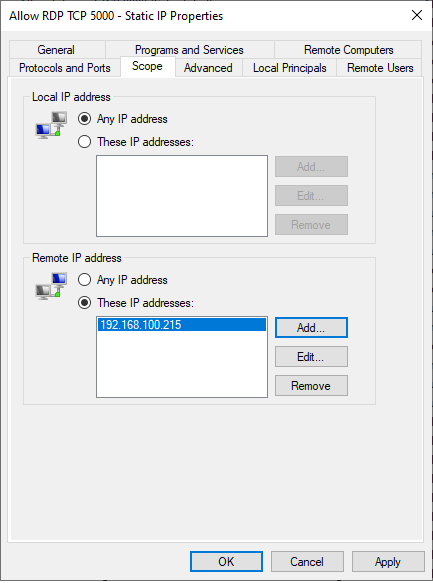 Allow RDP TCP 5000 - Static IP Properties
General Programs and Services Remote Computers
Protocols and Ports Scope Advanced Local Principals Remote Users
Local IP address
Any IP address
These IP addresses:
Add...
Edit...
Remove
Remote IP address
Any IP address
These IP addresses:
192.168.100.215
Add...
Edit...
Remove
OK Cancel Apply